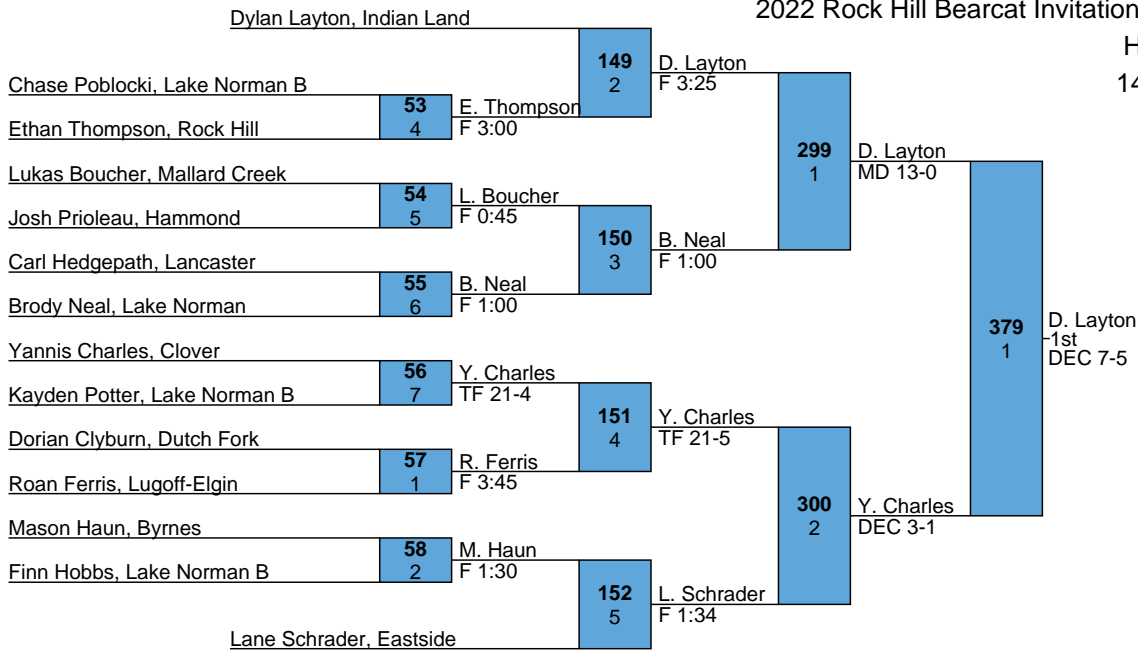 2022 Rock Hill Bearcat Invitation
H
14
Dylan Layton, Indian Land
149
2
D. Layton
F 3:25
Chase Poblocki, Lake Norman B
53
4
E. Thompson
F 3:00
Ethan Thompson, Rock Hill
299
1
D. Layton
MD 13-0
Lukas Boucher, Mallard Creek
54
5
L. Boucher
F 0:45
Josh Prioleau, Hammond
150
3
B. Neal
F 1:00
Carl Hedgepath, Lancaster
55
6
B. Neal
F 1:00
Brody Neal, Lake Norman
379
1
D. Layton
1st
DEC 7-5
Yannis Charles, Clover
56
7
Y. Charles
TF 21-4
Kayden Potter, Lake Norman B
151
4
Y. Charles
TF 21-5
Dorian Clyburn, Dutch Fork
57
1
R. Ferris
F 3:45
Roan Ferris, Lugoff-Elgin
300
2
Y. Charles
DEC 3-1
Mason Haun, Byrnes
58
2
M. Haun
F 1:30
Finn Hobbs, Lake Norman B
152
5
L. Schrader
F 1:34
Lane Schrader, Eastside